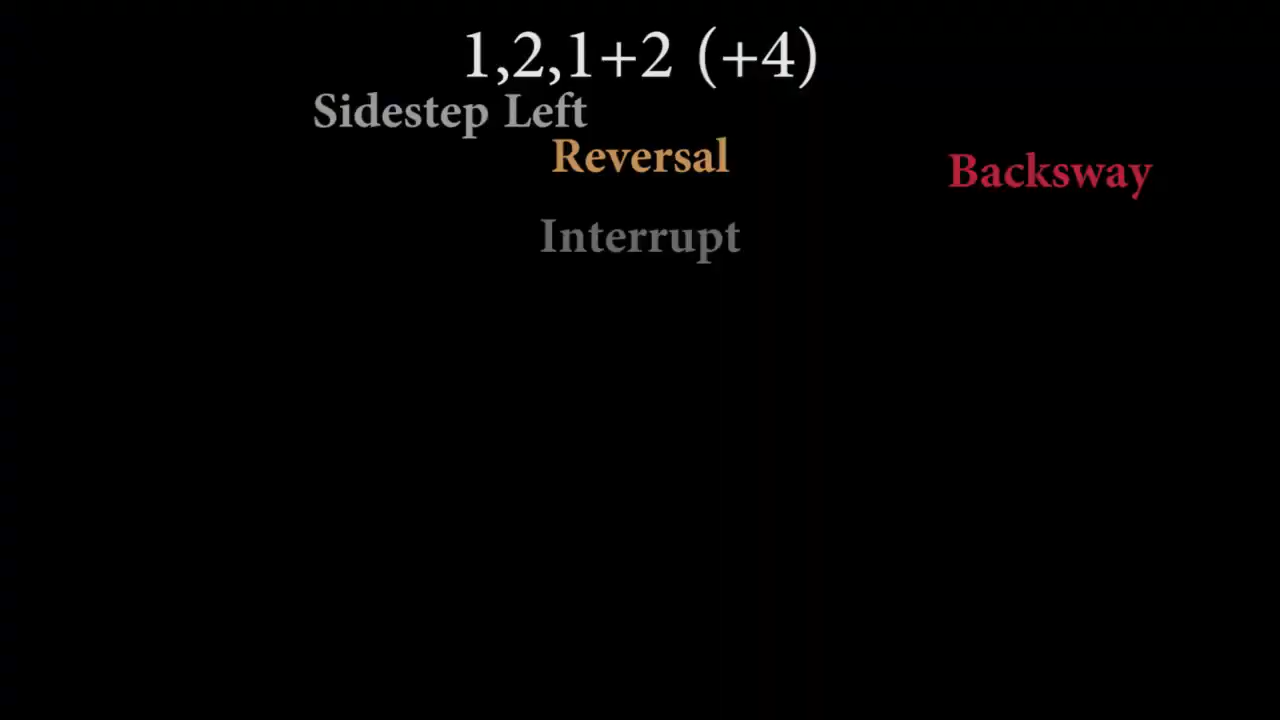 1,2,1+2 (+4)
Sidestep Left
Reversal
Backsway
Interrupt